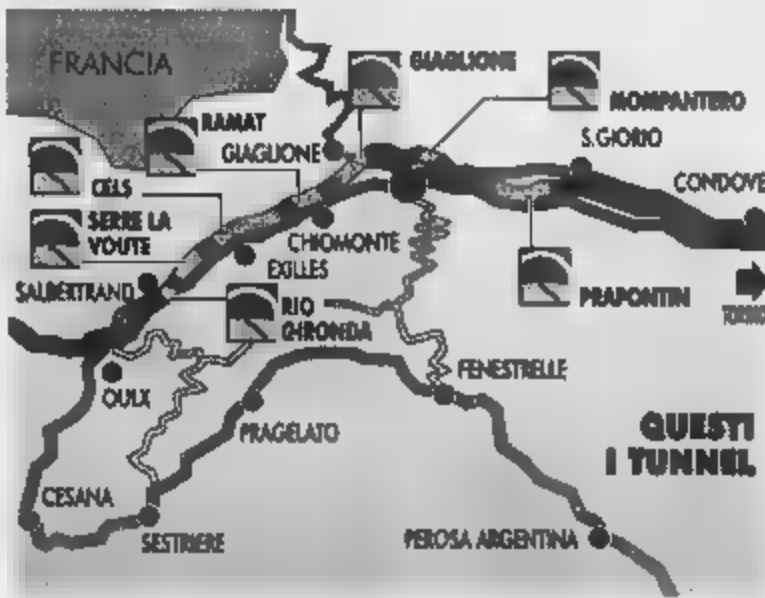 FRANCIA
GIAGLIONE
MOMPANTERO
RAMAT
GIAGLIONE
S.GIORIO
CELS
CONDOVE
SERRE LA
VOUTE
CHIOMONTE
EXILLES
SALBERTRAND
RIO
GIRONDA
PRAPONTIN
TORINO
FENESTRELLE
OULX
PRAGELATO
QUESTI
I TUNNEL
CESANA
SESTRIERE
PEROSA ARGENTINA